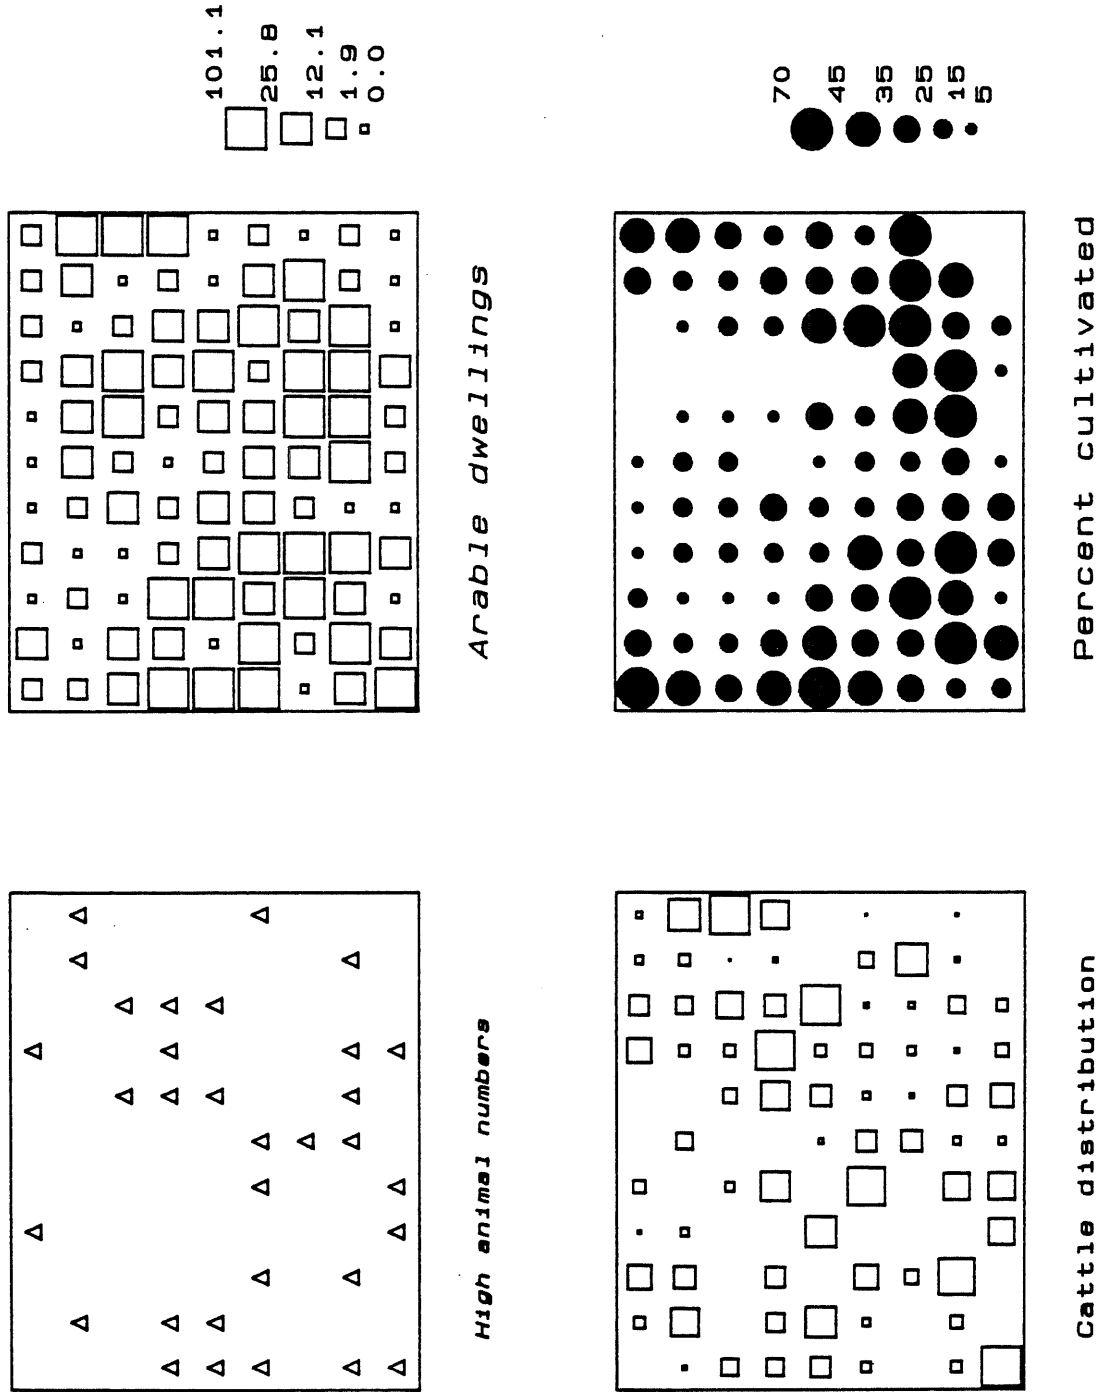 101.1
25.8
12.1
1.9
0.0
High animal numbers
Arable dwellings
70
45
35
25
15
5
Cattle distribution
Percent cultivated